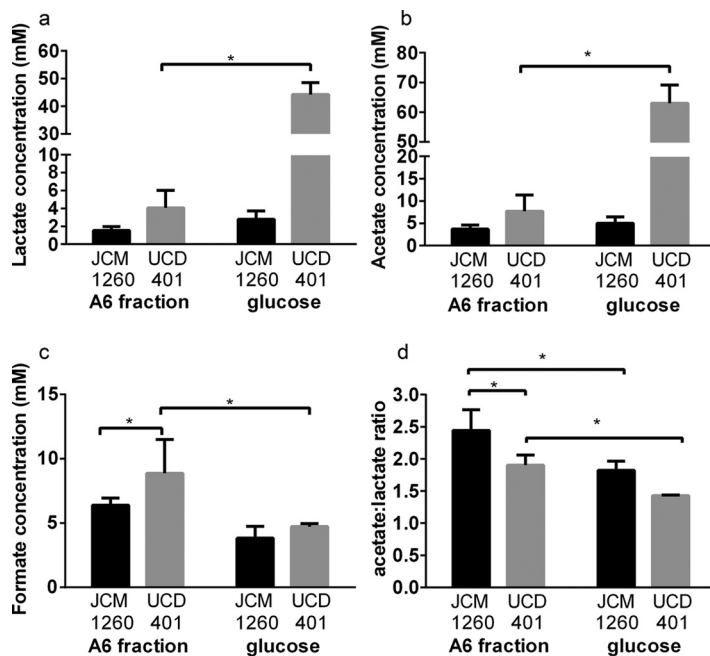 a
Lactate concentration (mM)
60
50
40
30
10
8
6
4
2
0
*
JCM UCD JCM UCD
1260 401 1260 401
A6 fraction glucose
b
Acetate concentration (mM)
80
70
60
50
20
15
10
5
0
*
JCM UCD JCM UCD
1260 401 1260 401
A6 fraction glucose
c
Formate concentration (mM)
15
10
5
0
*
*
JCM UCD JCM UCD
1260 401 1260 401
A6 fraction glucose
d
acetate:lactate ratio
3.0
2.5
2.0
1.5
1.0
0.5
0.0
*
*
*
JCM UCD JCM UCD
1260 401 1260 401
A6 fraction glucose